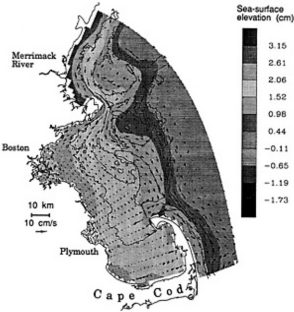 Sea-surface
elevation (cm)
3.15
2.61
2.06
1.52
0.98
0.44
-0.11
-0.65
-1.19
-1.73
Merrimack
River
Boston
10 km
10 cm/s
Plymouth
Cape Cod